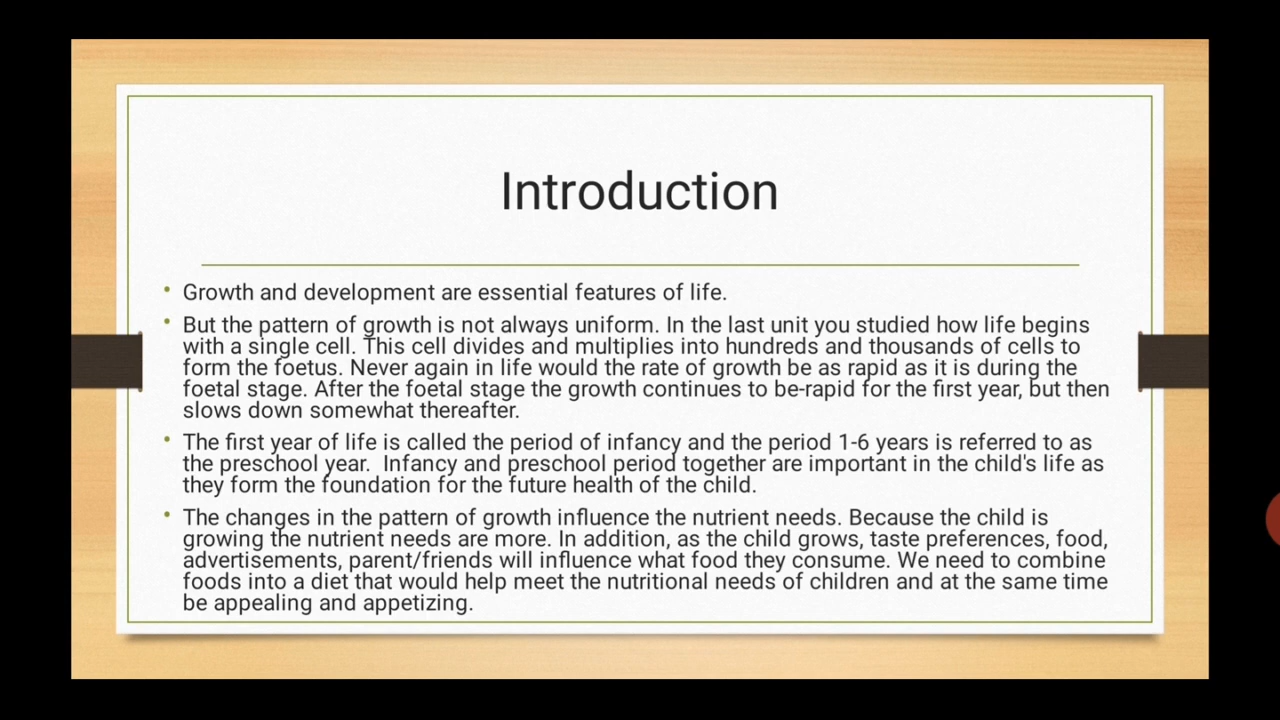 Introduction
• Growth and development are essential features of life.
• But the pattern of growth is not always uniform. In the last unit you studied how life begins
with a single cell. This cell divides and multiplies into hundreds and thousands of cells to
form the foetus. Never again in life would the rate of growth be as rapid as it is during the
foetal stage. After the foetal stage the growth continues to be-rapid for the first year, but then
slows down somewhat thereafter.
• The first year of life is called the period of infancy and the period 1-6 years is referred to as
the preschool year.  Infancy and preschool period together are important in the child's life as
they form the foundation for the future health of the child.
• The changes in the pattern of growth influence the nutrient needs. Because the child is
growing the nutrient needs are more. In addition, as the child grows, taste preferences, food,
advertisements, parent/friends will influence what food they consume. We need to combine
foods into a diet that would help meet the nutritional needs of children and at the same time
be appealing and appetizing.